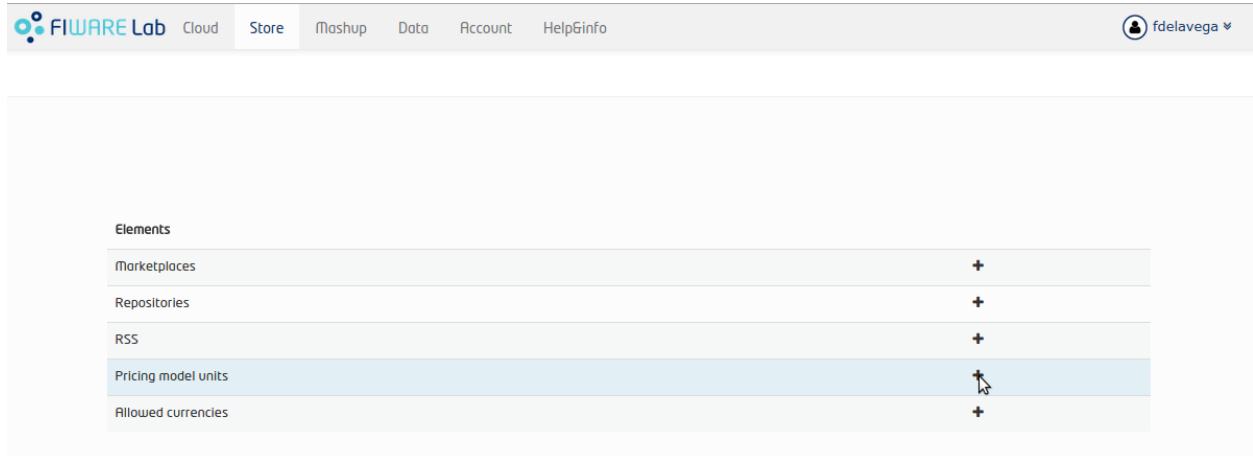 FIWARE Lab Cloud Store Mashup Data Account Help&info fdelavega
Elements
Marketplaces
Repositories
RSS
Pricing model units
Allowed currencies